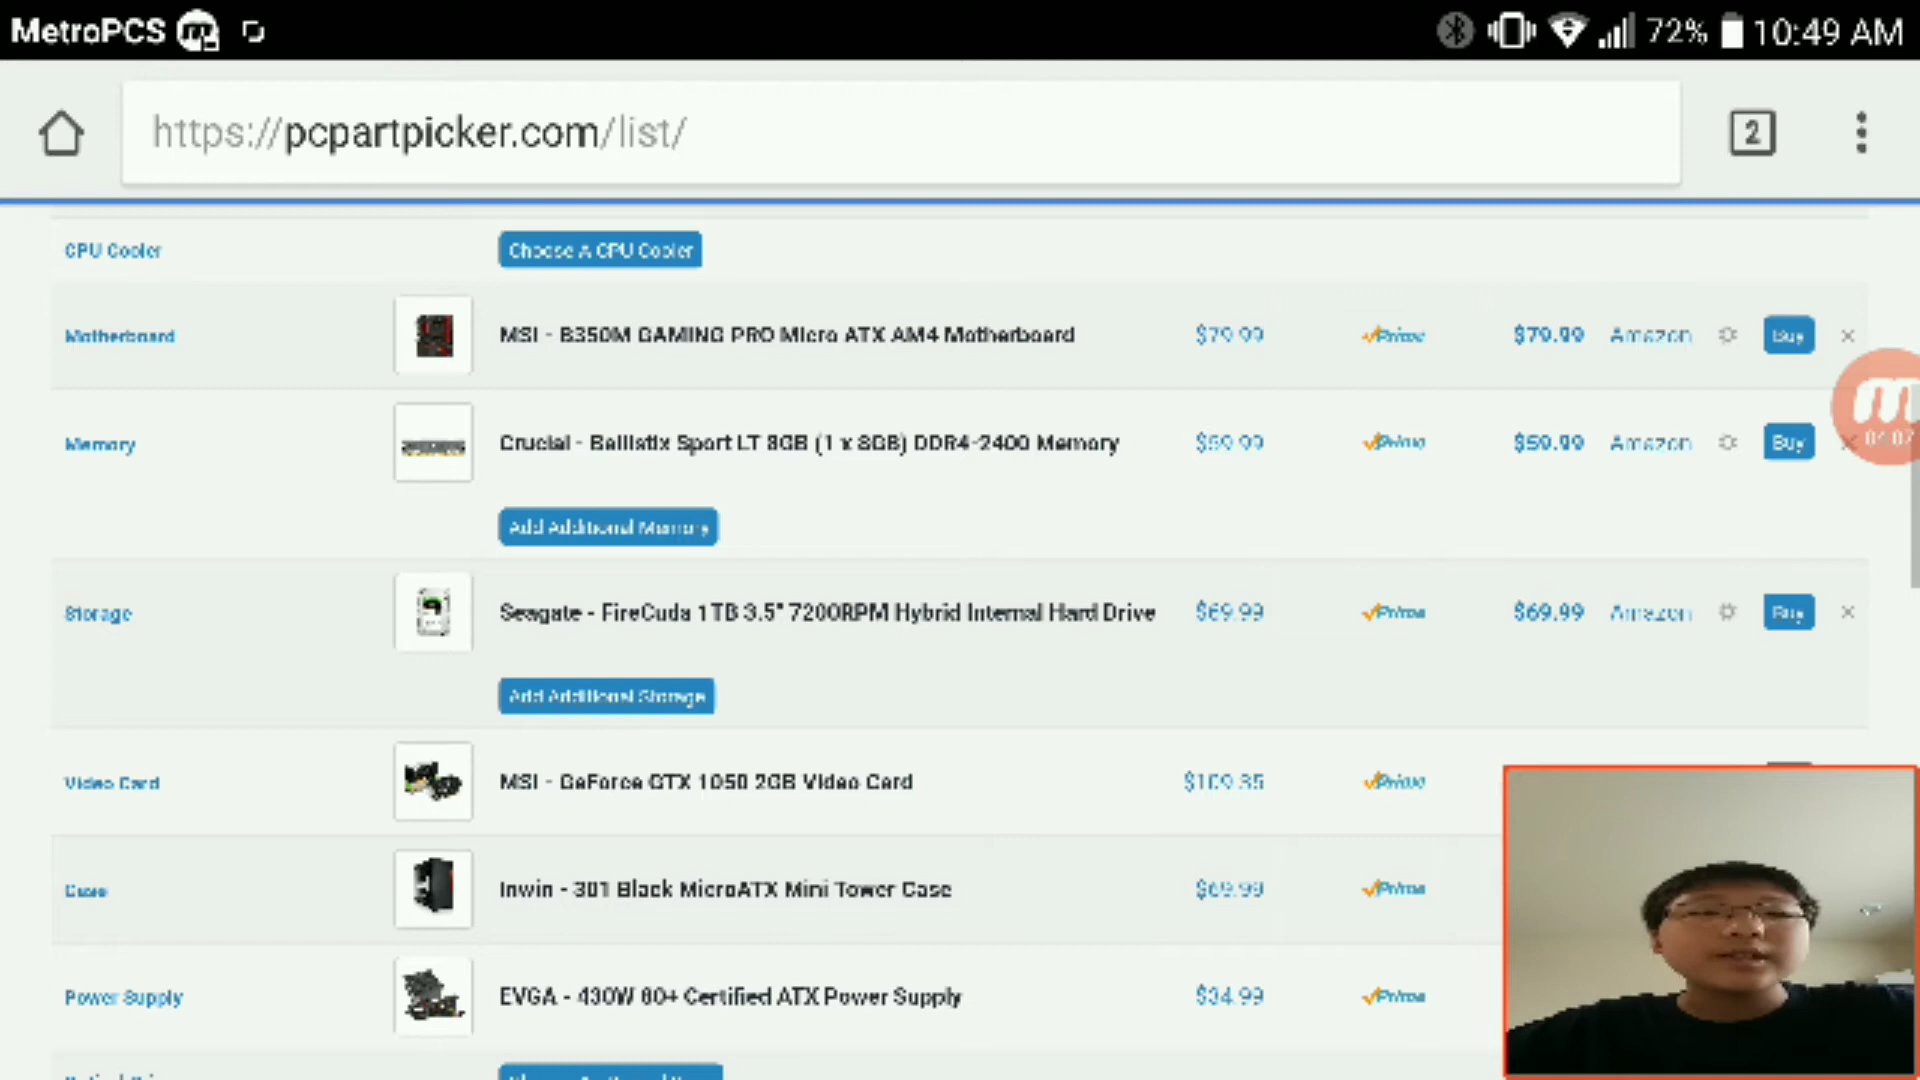 MetroPCS 72% 10:49 AM
https://pcpartpicker.com/list/ 2
CPU Cooler Choose A CPU Cooler
Motherboard MSI - B350M GAMING PRO Micro ATX AM4 Motherboard $79.99 Prime $79.99 Amazon Buy
Memory Crucial - Ballistix Sport LT 8GB (1 x 8GB) DDR4-2400 Memory $59.99 Prime $59.99 Amazon Buy
04:07
Add Additional Memory
Storage Seagate - FireCuda 1TB 3.5" 7200RPM Hybrid Internal Hard Drive $69.99 Prime $69.99 Amazon Buy
Add Additional Storage
Video Card MSI - GeForce GTX 1050 2GB Video Card $109.35 Prime
Case Inwin - 301 Black MicroATX Mini Tower Case $69.99 Prime
Power Supply EVGA - 430W 80+ Certified ATX Power Supply $34.99 Prime